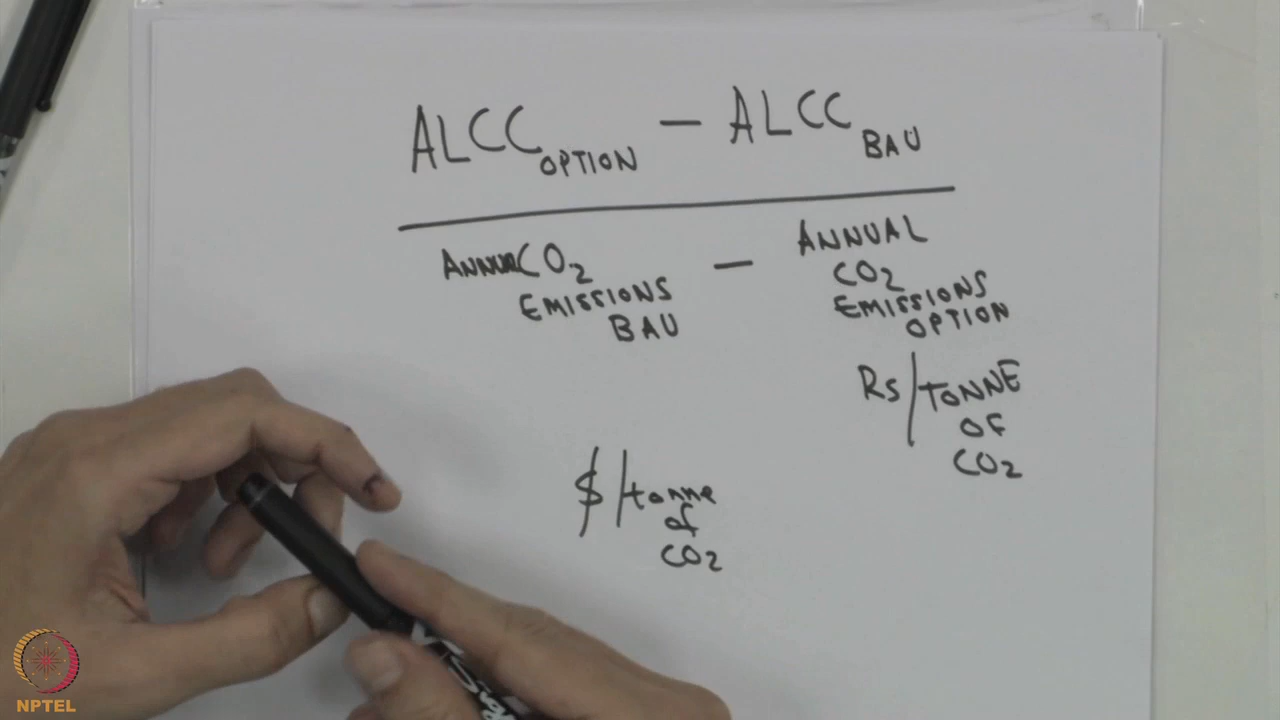 ALCC OPTION - ALCC BAU
ANNUAL CO2 EMISSIONS BAU - ANNUAL CO2 EMISSIONS OPTION
Rs/TONNE OF CO2
$/tonne of CO2
NPTEL